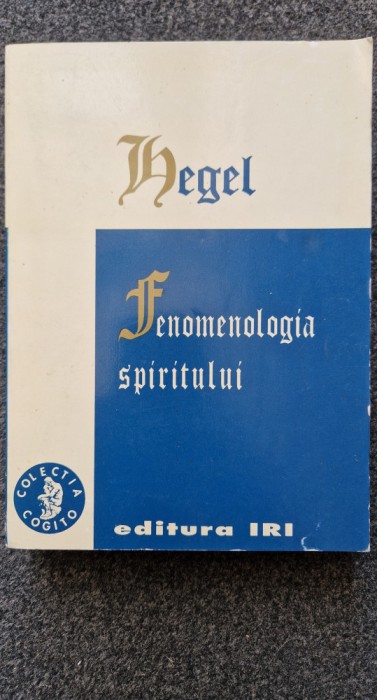 Hegel
Fenomenologia
spiritului
COLECTIA
COGITO
editura IRI